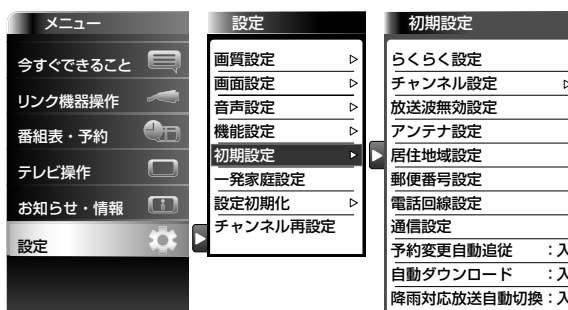 メニュー
今すぐできること
リンク機器操作
番組表・予約
テレビ操作
お知らせ・情報
設定
設定
画質設定
画面設定
音声設定
機能設定
初期設定
一発家庭設定
設定初期化
チャンネル再設定
初期設定
らくらく設定
チャンネル設定
放送波無効設定
アンテナ設定
居住地域設定
郵便番号設定
電話回線設定
通信設定
予約変更自動追従 ：入
自動ダウンロード ：入
降雨対応放送自動切換：入